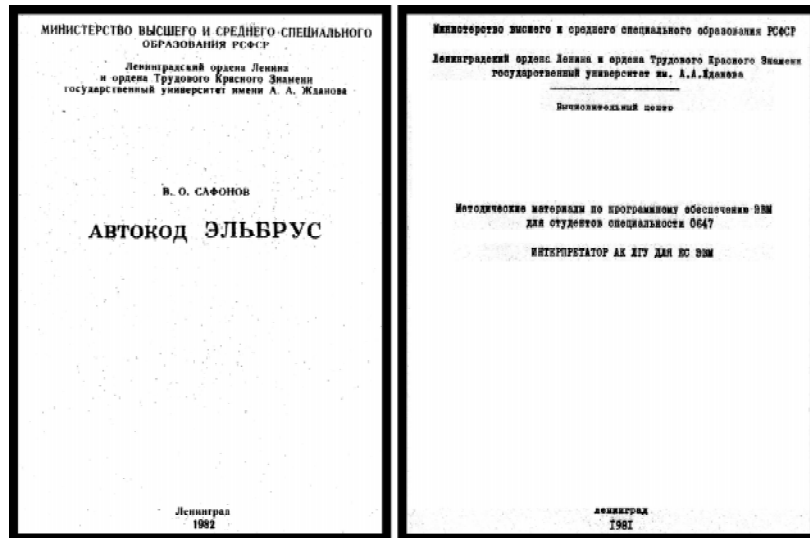 МИНИСТЕРСТВО ВЫСШЕГО И СРЕДНЕГО СПЕЦИАЛЬНОГО
ОБРАЗОВАНИЯ РСФСР
Ленинградский ордена Ленина
и ордена Трудового Красного Знамени
государственный университет имени А. А. Жданова
В. О. САФОНОВ
АВТОКОД ЭЛЬБРУС
Ленинград
1982
Министерство высшего и среднего специального образования РСФСР
Ленинградский ордена Ленина и ордена Трудового Красного Знамени
государственный университет им. А.А.Жданова
Вычислительный центр
Методические материалы по программному обеспечению ЭВМ
для студентов специальности 0647
ИНТЕРПРЕТАТОР АК ЛГУ ДЛЯ ЕС ЭВМ
Ленинград
1981